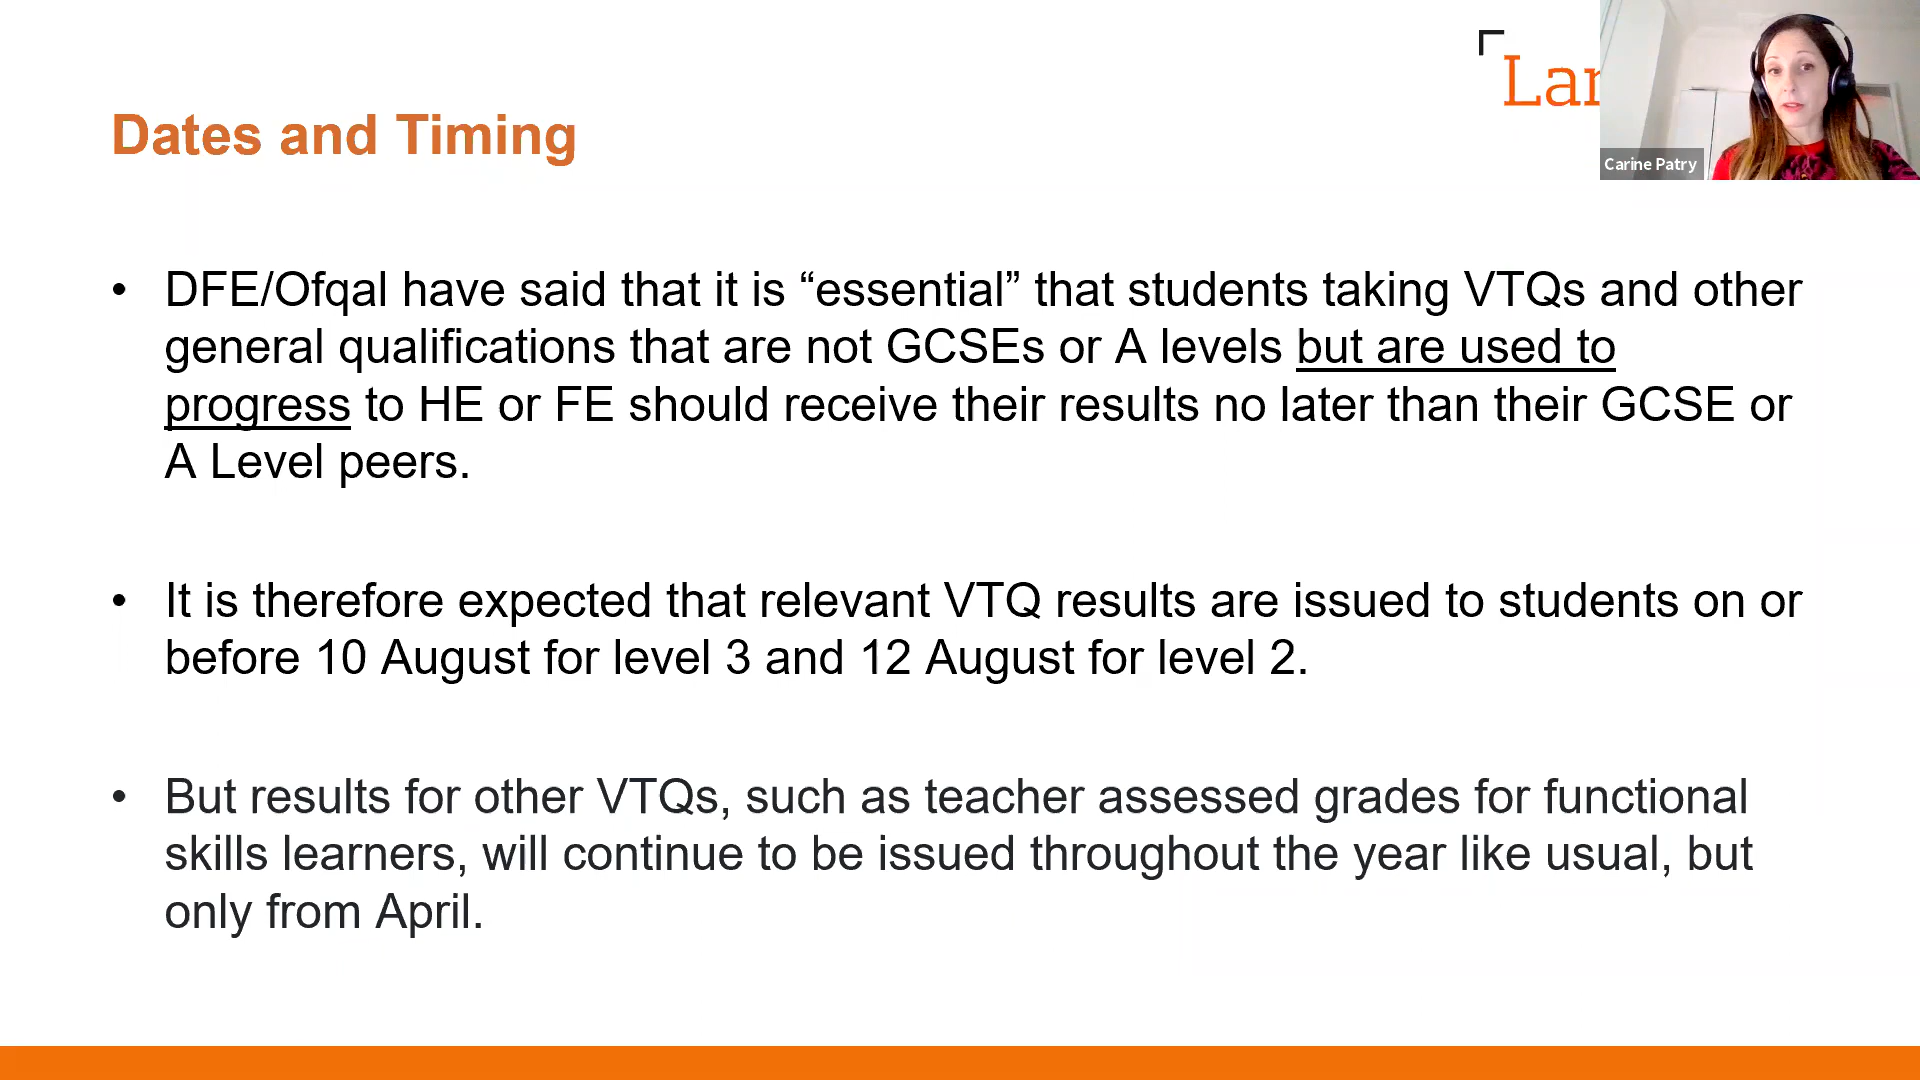 Lan
Carine Patry
Dates and Timing
• DFE/Ofqal have said that it is “essential” that students taking VTQs and other
general qualifications that are not GCSEs or A levels but are used to
progress to HE or FE should receive their results no later than their GCSE or
A Level peers.
• It is therefore expected that relevant VTQ results are issued to students on or
before 10 August for level 3 and 12 August for level 2.
• But results for other VTQs, such as teacher assessed grades for functional
skills learners, will continue to be issued throughout the year like usual, but
only from April.